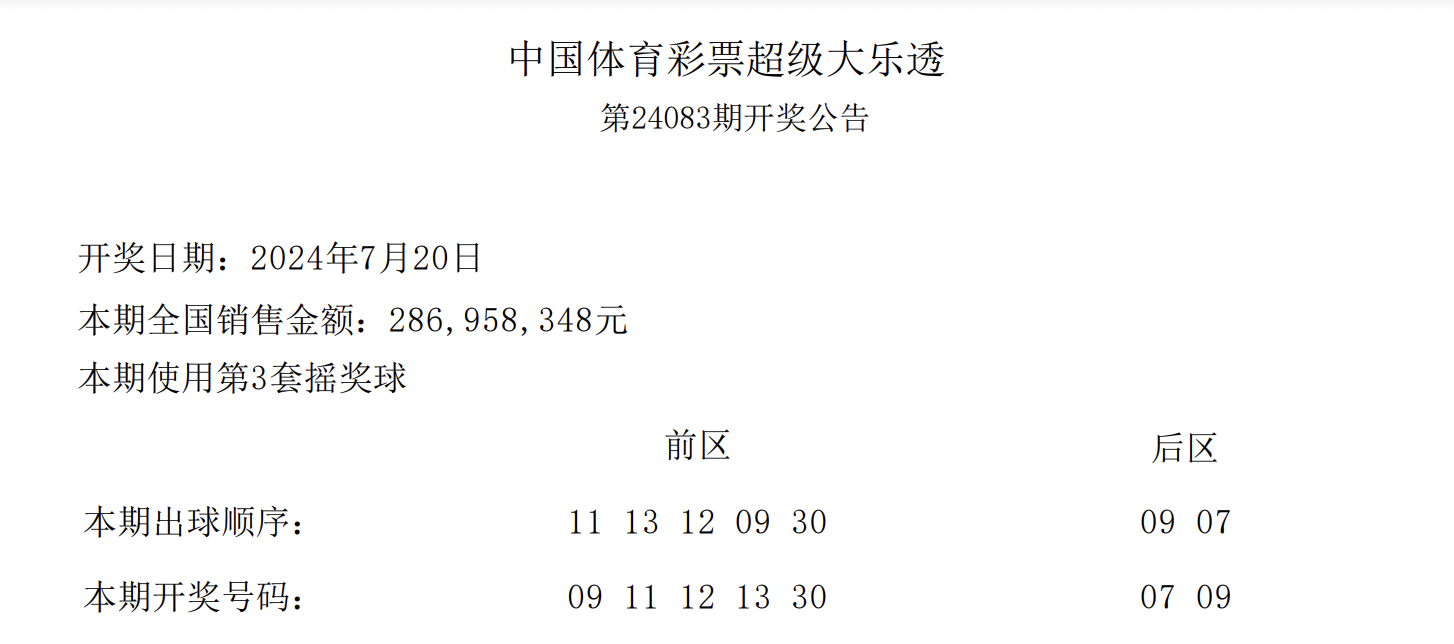 中国体育彩票超级大乐透
第24083期开奖公告
开奖日期：2024年7月20日
本期全国销售金额：286,958,348元
本期使用第3套摇奖球
前区 后区
本期出球顺序： 11 13 12 09 30 09 07
本期开奖号码： 09 11 12 13 30 07 09